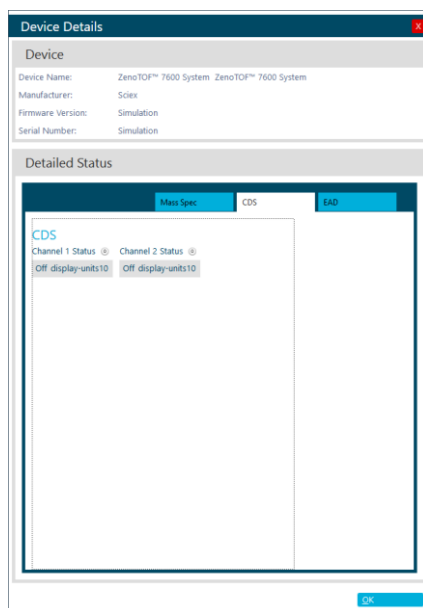 Device Details X
Device
Device Name: ZenoTOF™ 7600 System ZenoTOF™ 7600 System
Manufacturer: Sciex
Firmware Version: Simulation
Serial Number: Simulation
Detailed Status
Mass Spec CDS EAD
CDS
Channel 1 Status Channel 2 Status
Off display-units10 Off display-units10
OK